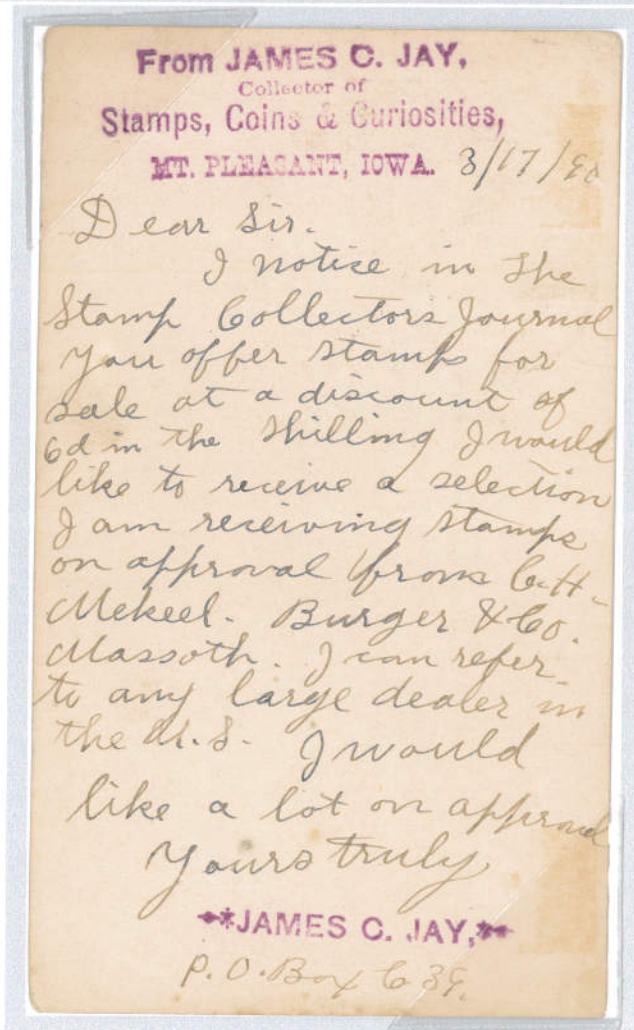 From JAMES C. JAY,
Collector of
Stamps, Coins & Curiosities,
MT. PLEASANT, IOWA. 3/17/90
Dear Sir.
I notice in the
Stamp Collectors Journal
you offer stamps for
sale at a discount of
6d in the shilling I would
like to receive a selection
I am receiving stamps
on approval from C. H.
Mekeel. Burger & Co.
Massoth. I can refer
to any large dealer in
the U. S. I would
like a lot on approval
Yours truly
JAMES C. JAY,
P. O. Box 639.